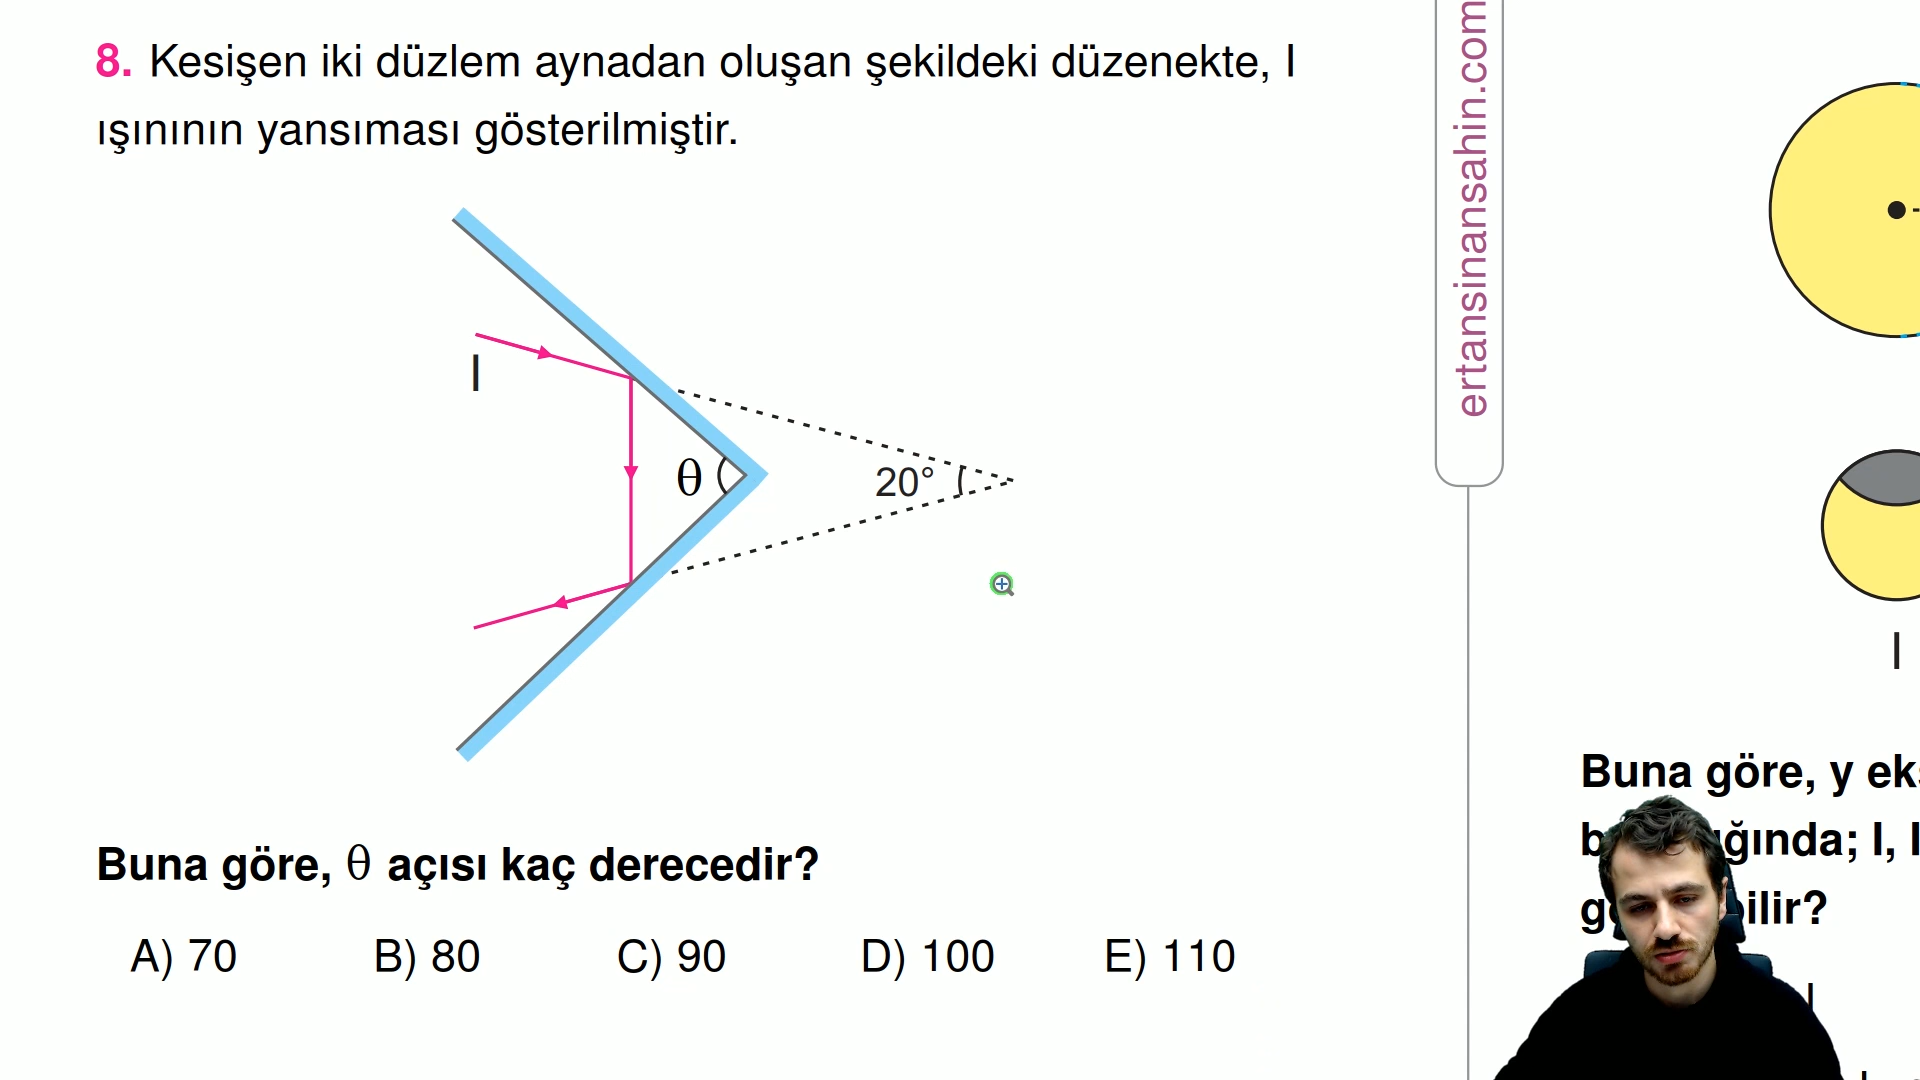 8. Kesişen iki düzlem aynadan oluşan şekildeki düzenekte, I
ışınının yansıması gösterilmiştir.
I
θ
20°
Buna göre, θ açısı kaç derecedir?
A) 70 B) 80 C) 90 D) 100 E) 110
ertansinansahin.com
I
Buna göre, y
ğında; I,
ilir?